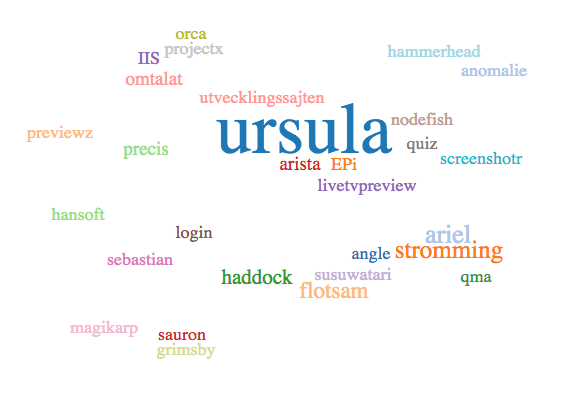 orca
projectx
hammerhead
IIS
anomalie
omtalat
utvecklingssajten
ursula
nodefish
previewz
precis
quiz
screenshotr
arista
EPi
livetvpreview
hansoft
login
ariel
stromming
angle
sebastian
haddock
susuwatari
qma
flotsam
magikarp
sauron
grimsby